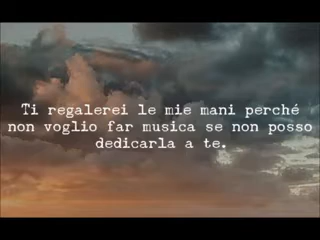 Ti regalerei le mie mani perché
non voglio far musica se non posso
dedicarla a te.